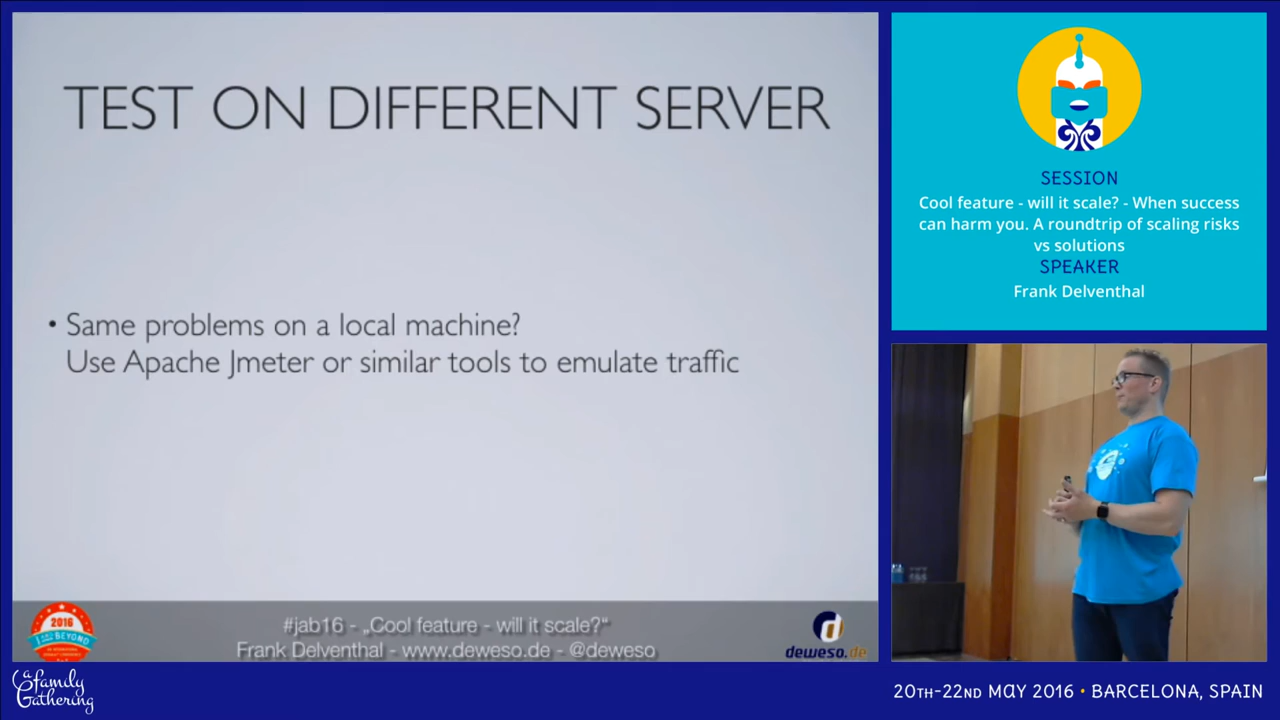 TEST ON DIFFERENT SERVER
• Same problems on a local machine?
Use Apache Jmeter or similar tools to emulate traffic
2016
BEYOND
#jab16 - „Cool feature - will it scale?“
Frank Delventhal - www.deweso.de - @deweso
deweso.de
SESSION
Cool feature - will it scale? - When success
can harm you. A roundtrip of scaling risks
vs solutions
SPEAKER
Frank Delventhal
a family
Gathering
20TH-22ND MAY 2016 • BARCELONA, SPAIN